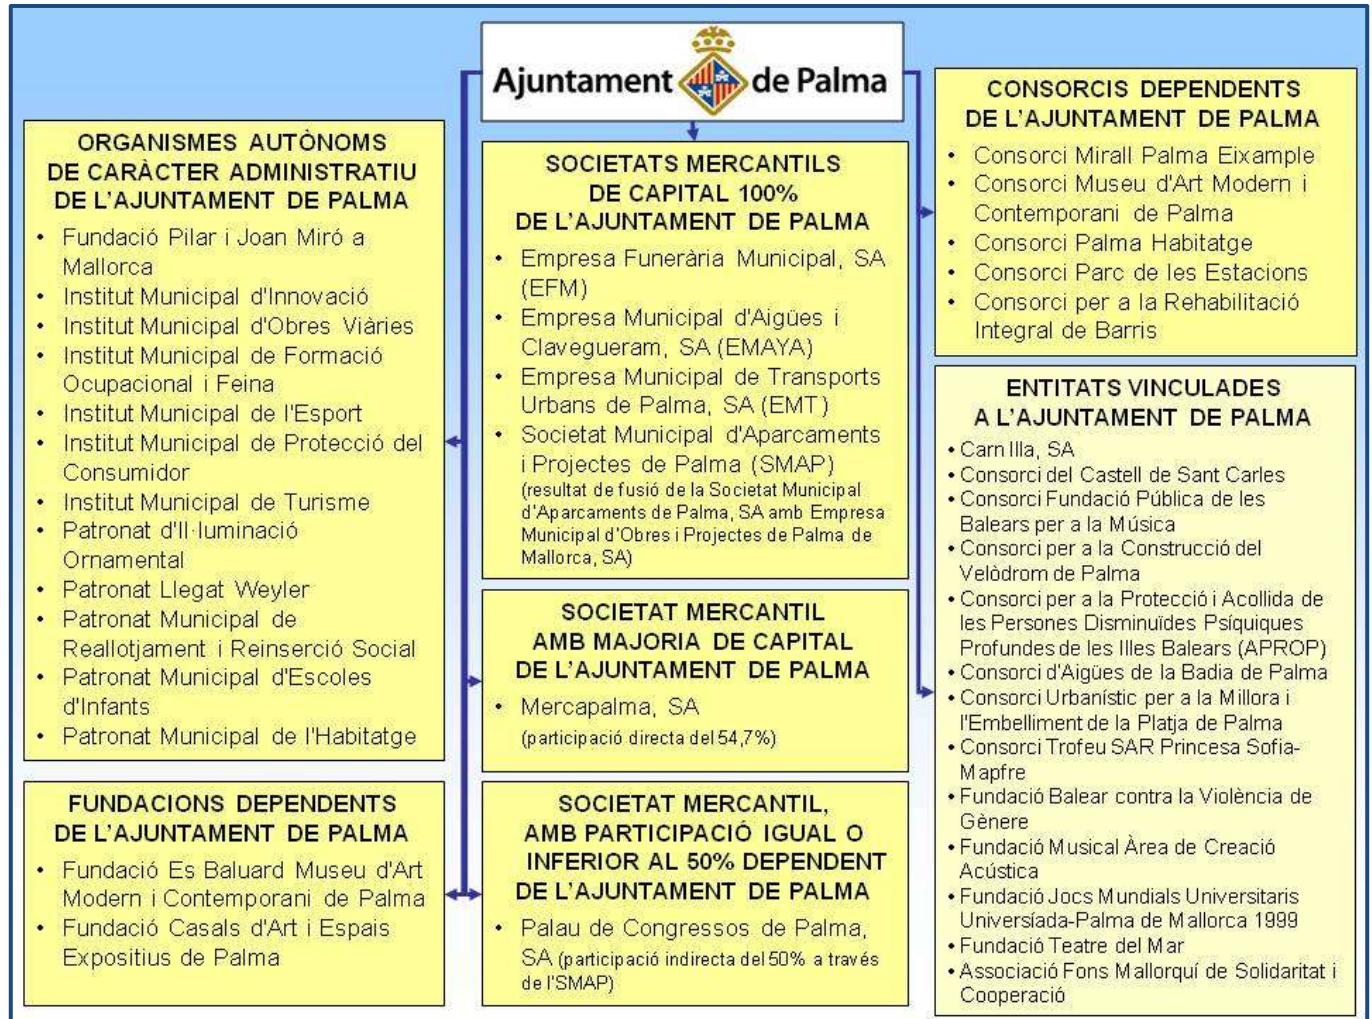 Ajuntament de Palma
ORGANISMES AUTÒNOMS
DE CARÀCTER ADMINISTRATIU
DE L'AJUNTAMENT DE PALMA
• Fundació Pilar i Joan Miró a
Mallorca
• Institut Municipal d'Innovació
• Institut Municipal d'Obres Viàries
• Institut Municipal de Formació
Ocupacional i Feina
• Institut Municipal de l'Esport
• Institut Municipal de Protecció del
Consumidor
• Institut Municipal de Turisme
• Patronat d'Il·luminació
Ornamental
• Patronat Llegat Weyler
• Patronat Municipal de
Reallotjament i Reinserció Social
• Patronat Municipal d'Escoles
d'Infants
• Patronat Municipal de l'Habitatge
FUNDACIONS DEPENDENTS
DE L'AJUNTAMENT DE PALMA
• Fundació Es Baluard Museu d'Art
Modern i Contemporani de Palma
• Fundació Casals d'Art i Espais
Expositius de Palma
SOCIETATS MERCANTILS
DE CAPITAL 100%
DE L'AJUNTAMENT DE PALMA
• Empresa Funerària Municipal, SA
(EFM)
• Empresa Municipal d'Aigües i
Clavegueram, SA (EMAYA)
• Empresa Municipal de Transports
Urbans de Palma, SA (EMT)
• Societat Municipal d'Aparcaments
i Projectes de Palma (SMAP)
(resultat de fusió de la Societat Municipal
d'Aparcaments de Palma, SA amb Empresa
Municipal d'Obres i Projectes de Palma de
Mallorca, SA)
SOCIETAT MERCANTIL
AMB MAJORIA DE CAPITAL
DE L'AJUNTAMENT DE PALMA
• Mercapalma, SA
(participació directa del 54,7%)
SOCIETAT MERCANTIL,
AMB PARTICIPACIÓ IGUAL O
INFERIOR AL 50% DEPENDENT
DE L'AJUNTAMENT DE PALMA
• Palau de Congressos de Palma,
SA (participació indirecta del 50% a través
de l'SMAP)
CONSORCIS DEPENDENTS
DE L'AJUNTAMENT DE PALMA
• Consorci Mirall Palma Eixample
• Consorci Museu d'Art Modern i
Contemporani de Palma
• Consorci Palma Habitatge
• Consorci Parc de les Estacions
• Consorci per a la Rehabilitació
Integral de Barris
ENTITATS VINCULADES
A L'AJUNTAMENT DE PALMA
• Carn Illa, SA
• Consorci del Castell de Sant Carles
• Consorci Fundació Pública de les
Balears per a la Música
• Consorci per a la Construcció del
Velòdrom de Palma
• Consorci per a la Protecció i Acollida de
les Persones Disminuïdes Psíquiques
Profundes de les Illes Balears (APROP)
• Consorci d'Aigües de la Badia de Palma
• Consorci Urbanístic per a la Millora i
l'Embelliment de la Platja de Palma
• Consorci Trofeu SAR Princesa Sofia-
Mapfre
• Fundació Balear contra la Violència de
Gènere
• Fundació Musical Àrea de Creació
Acústica
• Fundació Jocs Mundials Universitaris
Universíada-Palma de Mallorca 1999
• Fundació Teatre del Mar
• Associació Fons Mallorquí de Solidaritat i
Cooperació